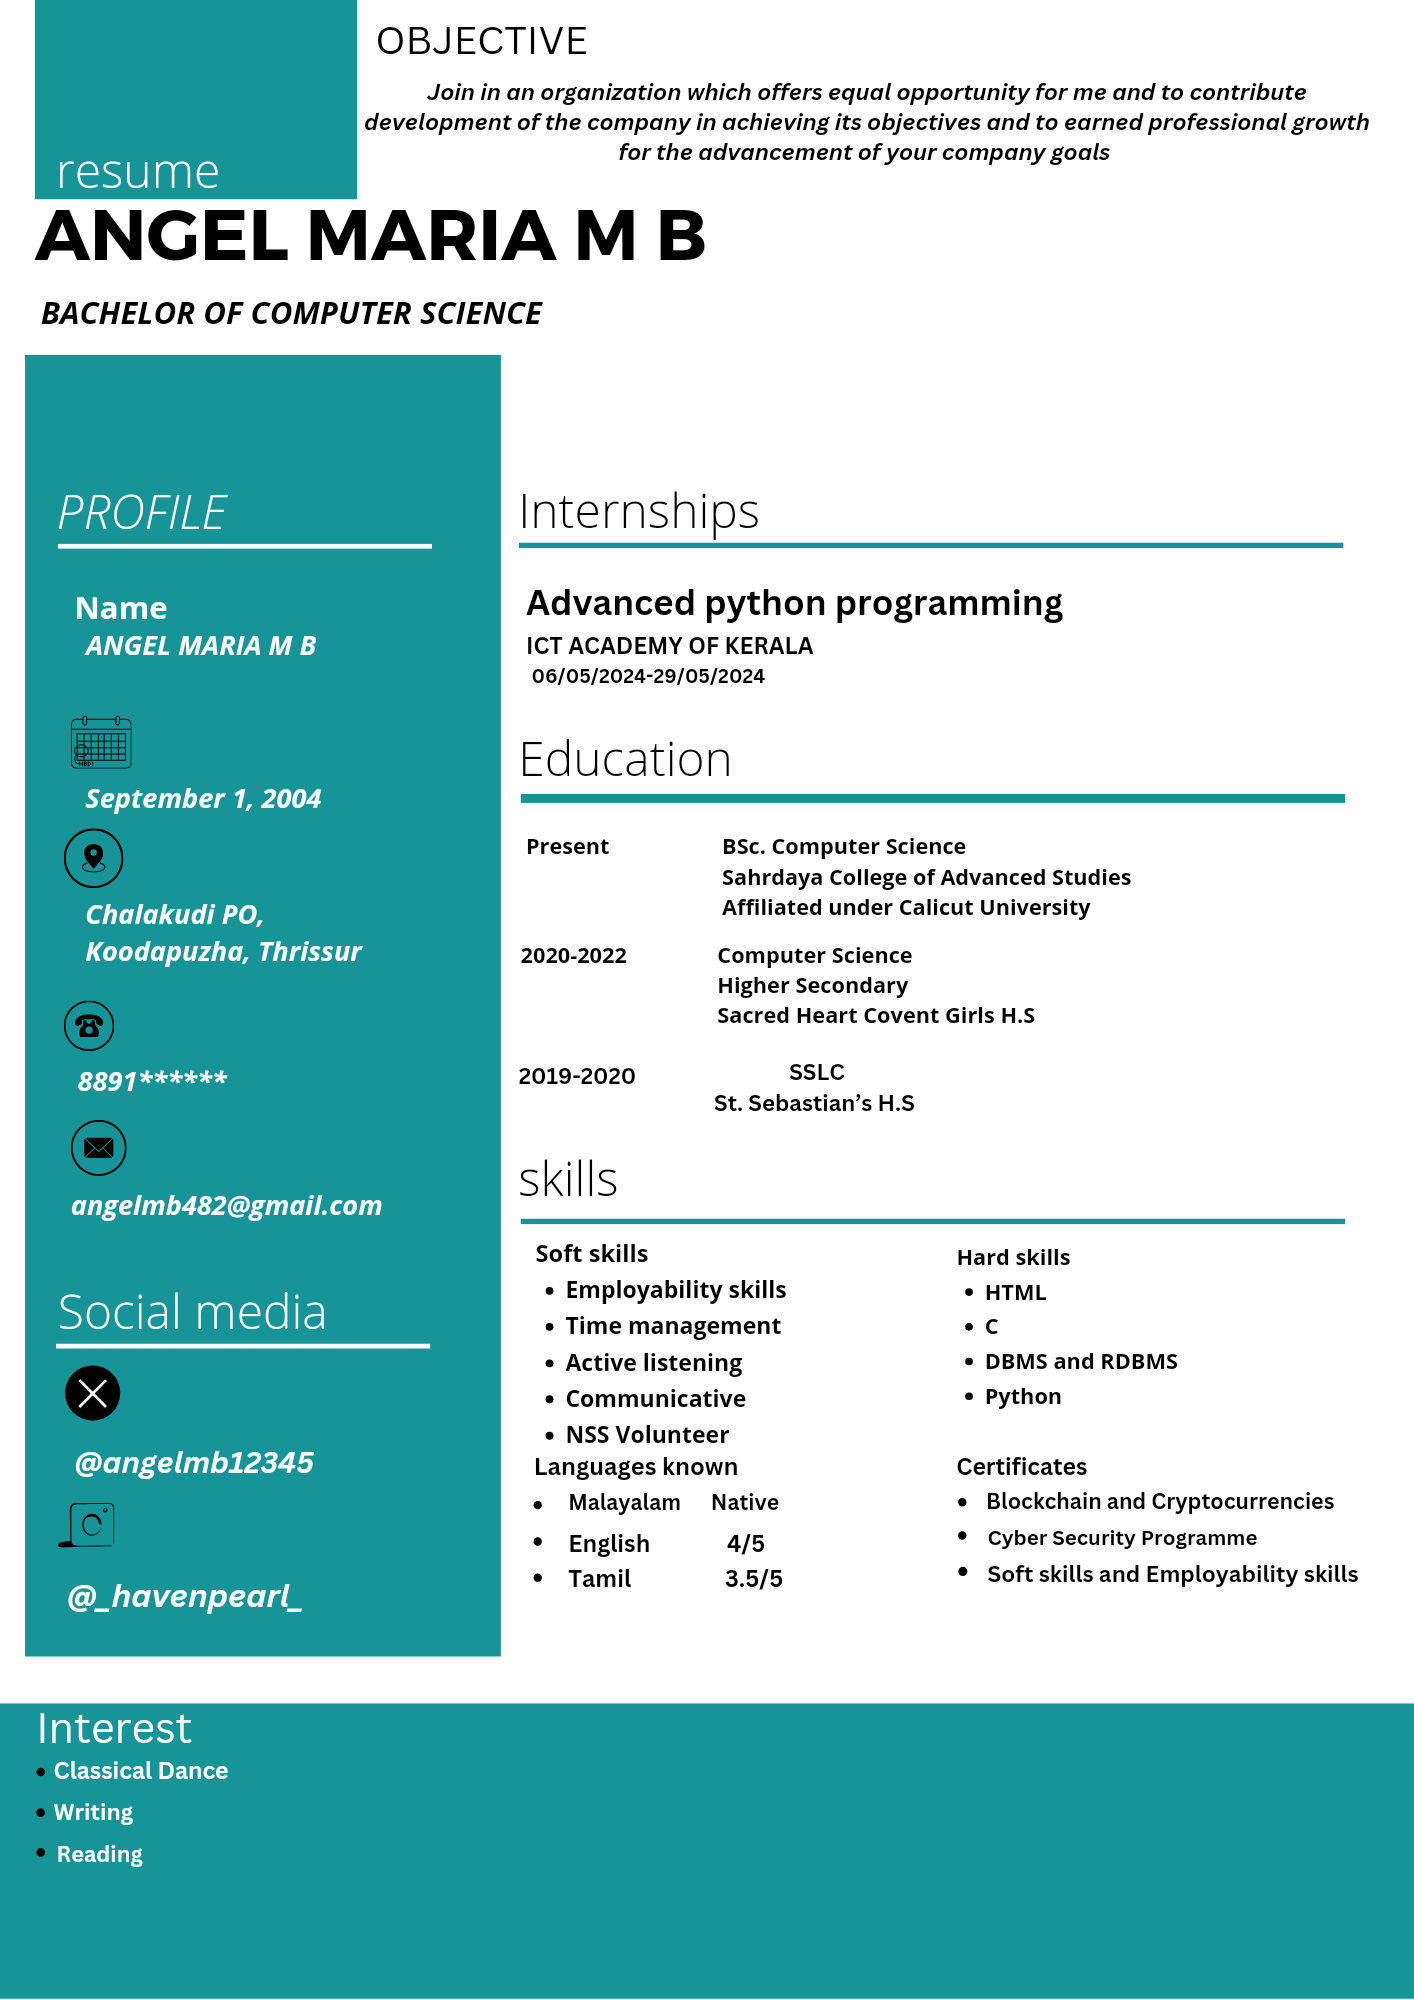 resume
OBJECTIVE
Join in an organization which offers equal opportunity for me and to contribute
development of the company in achieving its objectives and to earned professional growth
for the advancement of your company goals
ANGEL MARIA M B
BACHELOR OF COMPUTER SCIENCE
PROFILE
Name
ANGEL MARIA M B
HBD!
September 1, 2004
Chalakudi PO,
Koodapuzha, Thrissur
8891******
angelmb482@gmail.com
Social media
@angelmb12345
@_havenpearl_
Internships
Advanced python programming
ICT ACADEMY OF KERALA
06/05/2024-29/05/2024
Education
Present BSc. Computer Science
Sahrdaya College of Advanced Studies
Affiliated under Calicut University
2020-2022 Computer Science
Higher Secondary
Sacred Heart Covent Girls H.S
2019-2020 SSLC
St. Sebastian’s H.S
skills
Soft skills
• Employability skills
• Time management
• Active listening
• Communicative
• NSS Volunteer
Languages known
• Malayalam Native
• English 4/5
• Tamil 3.5/5
Hard skills
• HTML
• C
• DBMS and RDBMS
• Python
Certificates
• Blockchain and Cryptocurrencies
• Cyber Security Programme
• Soft skills and Employability skills
Interest
• Classical Dance
• Writing
• Reading